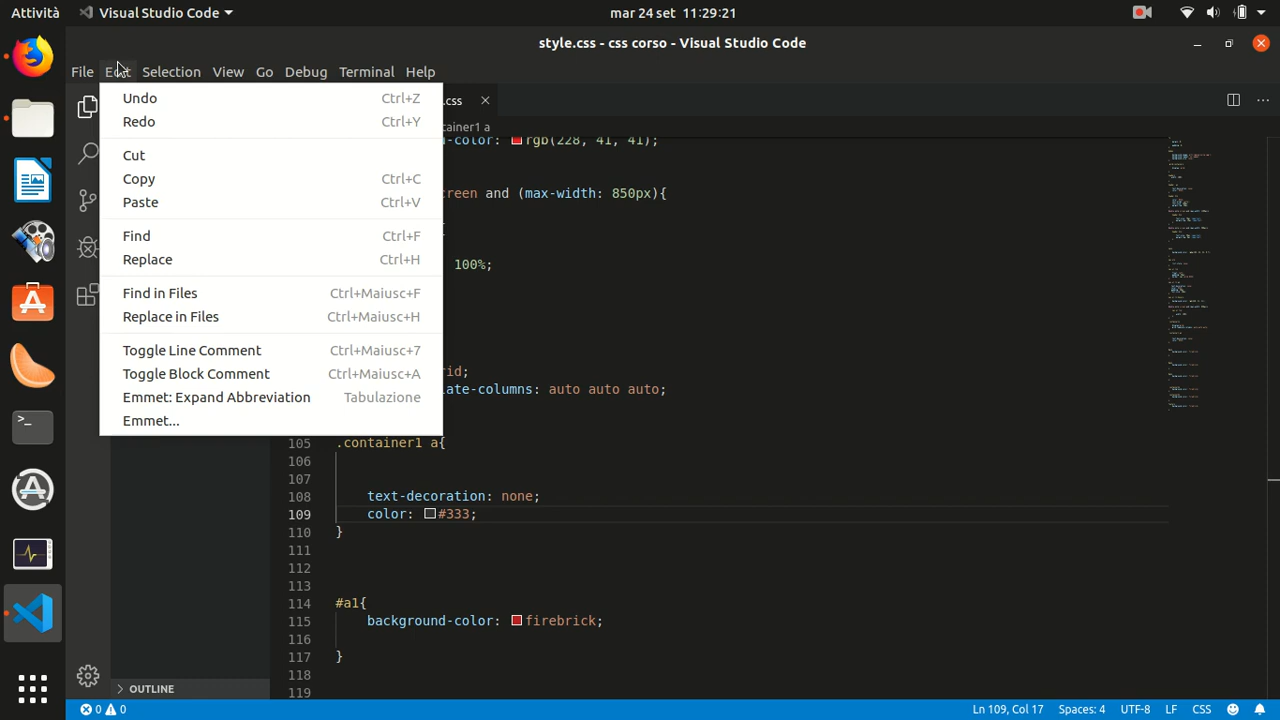 Attività
Visual Studio Code
mar 24 set 11:29:21
style.css - css corso - Visual Studio Code
File Edit Selection View Go Debug Terminal Help
Undo Ctrl+Z
Redo Ctrl+Y
Cut
Copy Ctrl+C
Paste Ctrl+V
Find Ctrl+F
Replace Ctrl+H
Find in Files Ctrl+Maiusc+F
Replace in Files Ctrl+Maiusc+H
Toggle Line Comment Ctrl+Maiusc+7
Toggle Block Comment Ctrl+Maiusc+A
Emmet: Expand Abbreviation Tabulazione
Emmet...
.css
container1 a
-color: rgb(228, 41, 41);
reen and (max-width: 850px){
100%;
id;
late-columns: auto auto auto;
105 .container1 a{
106
107
108 text-decoration: none;
109 color: #333;
110 }
111
112
113
114 #a1{
115 background-color: firebrick;
116
117 }
118
119
OUTLINE
0 0
Ln 109, Col 17 Spaces: 4 UTF-8 LF CSS